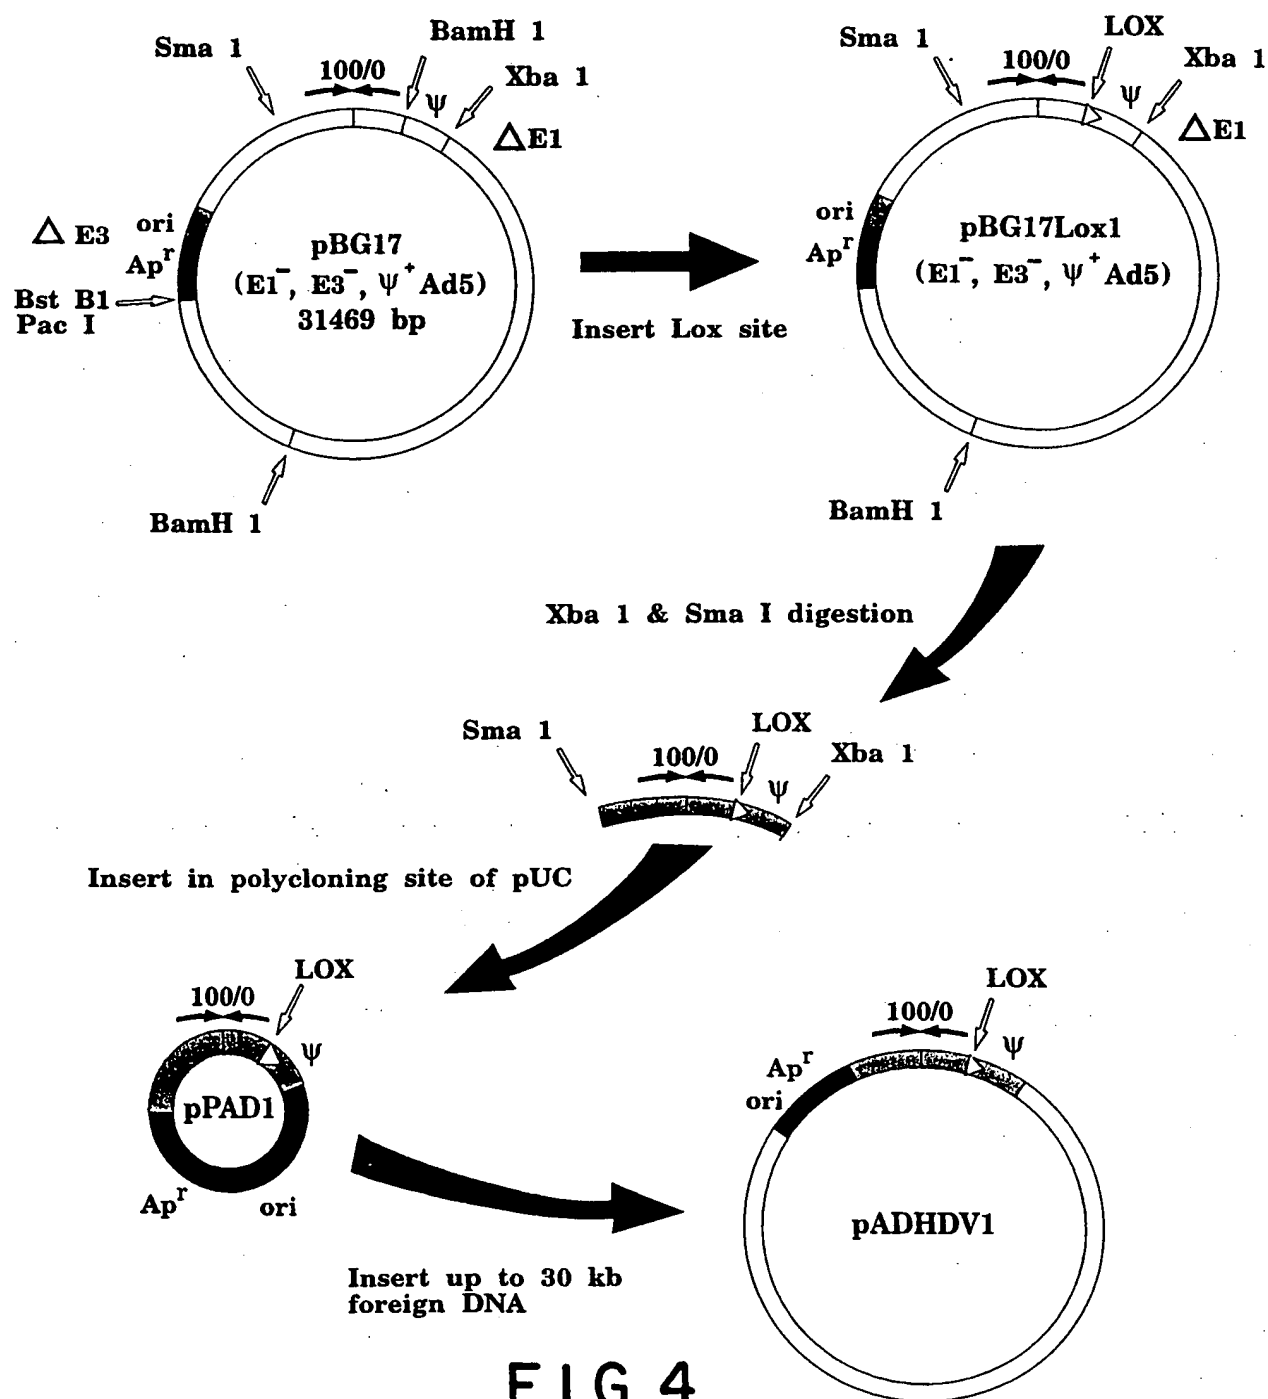 Sma 1
100/0
BamH 1
Xba 1
ψ
△E1
△ E3
ori
Ap^r
Bst B1
Pac I
pBG17
(E1⁻, E3⁻, ψ⁺ Ad5)
31469 bp
BamH 1
Insert Lox site
Sma 1
100/0
LOX
Xba 1
ψ
△E1
ori
Ap^r
pBG17Lox1
(E1⁻, E3⁻, ψ⁺ Ad5)
BamH 1
Xba 1 & Sma I digestion
Sma 1
100/0
LOX
ψ
Xba 1
Insert in polycloning site of pUC
100/0
LOX
ψ
pPAD1
Ap^r
ori
Insert up to 30 kb
foreign DNA
100/0
LOX
ψ
Ap^r
ori
pADHDV1
FIG 4